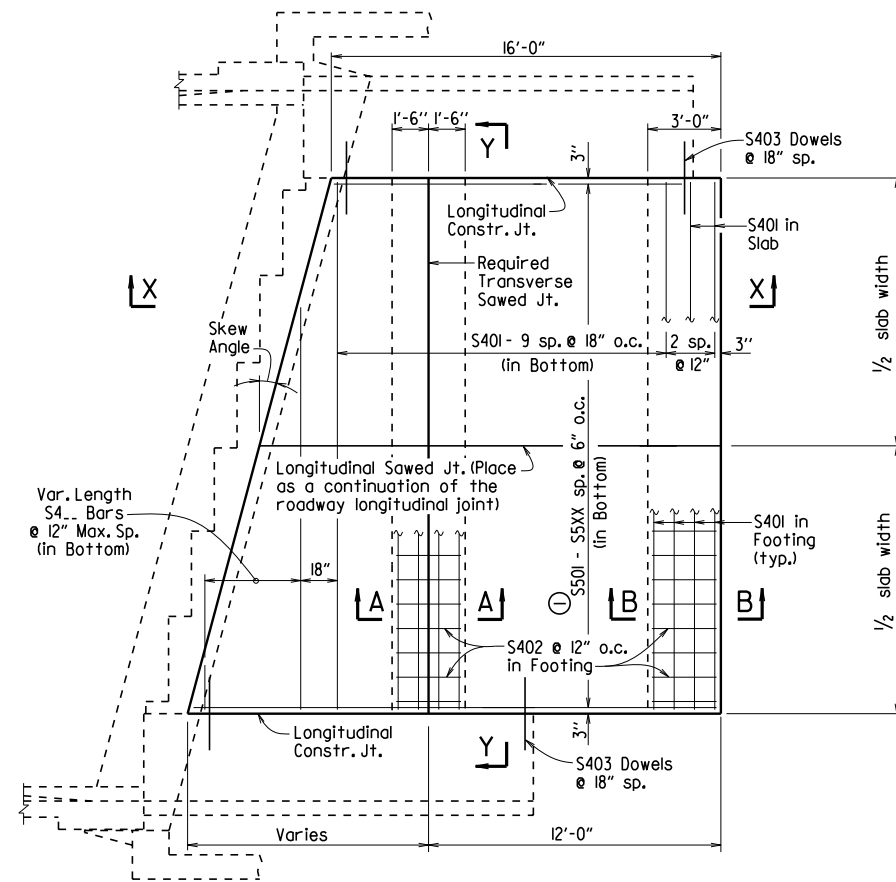 16'-0"
1'-6" 1'-6"
3'-0"
Y
3"
S403 Dowels
@ 18" sp.
Longitudinal
Constr. Jt.
S401 in
Slab
X
Required
Transverse
Sawed Jt.
X
1/2 slab width
Skew
Angle
S401 - 9 sp. @ 18" o.c.
(in Bottom)
2 sp.
@ 12"
3"
S501 - S5XX sp. @ 6" o.c.
(in Bottom)
Longitudinal Sawed Jt. (Place
as a continuation of the
roadway longitudinal joint)
Var. Length
S4__ Bars
@ 12" Max. Sp.
(in Bottom)
S401 in
Footing
(typ.)
18"
A
A
1
B
B
1/2 slab width
S402 @ 12" o.c.
in Footing
Longitudinal
Constr. Jt.
Y
3"
S403 Dowels
@ 18" sp.
Varies
12'-0"